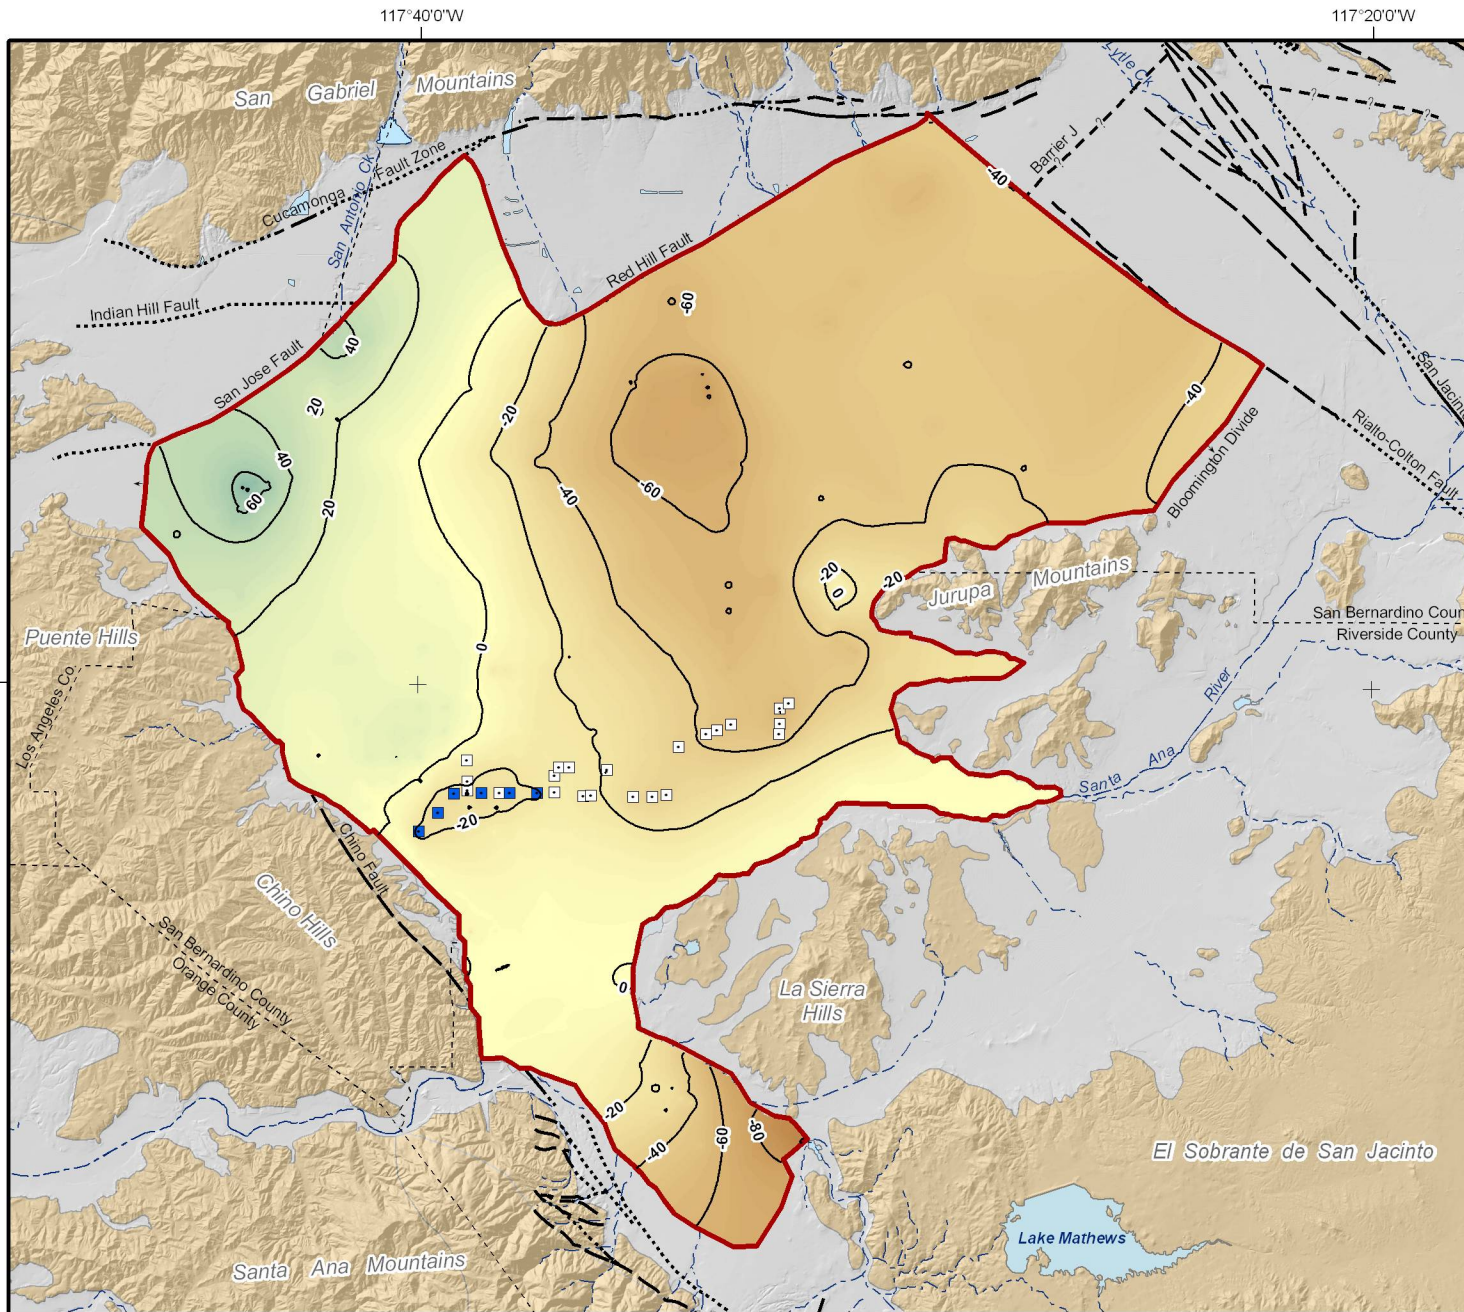 117°40'0"W
117°20'0"W
San Gabriel Mountains
Lytle Ck
Barrier J
?
?
?
?
?
Cucamonga Fault Zone
San Antonio Ck
-40
Red Hill Fault
-60
Indian Hill Fault
San Jose Fault
40
20
-20
-40
San Jacinto
Rialto-Colton Fault
Bloomington Divide
40
60
20
-40
-60
-20
0
-20
Jurupa Mountains
San Bernardino Coun
Riverside County
Puente Hills
Los Angeles Co.
0
River
Santa Ana
-20
Chino Fault
Chino Hills
San Bernardino County
Orange County
0
La Sierra
Hills
-20
-40
-60
-80
El Sobrante de San Jacinto
Lake Mathews
Santa Ana Mountains